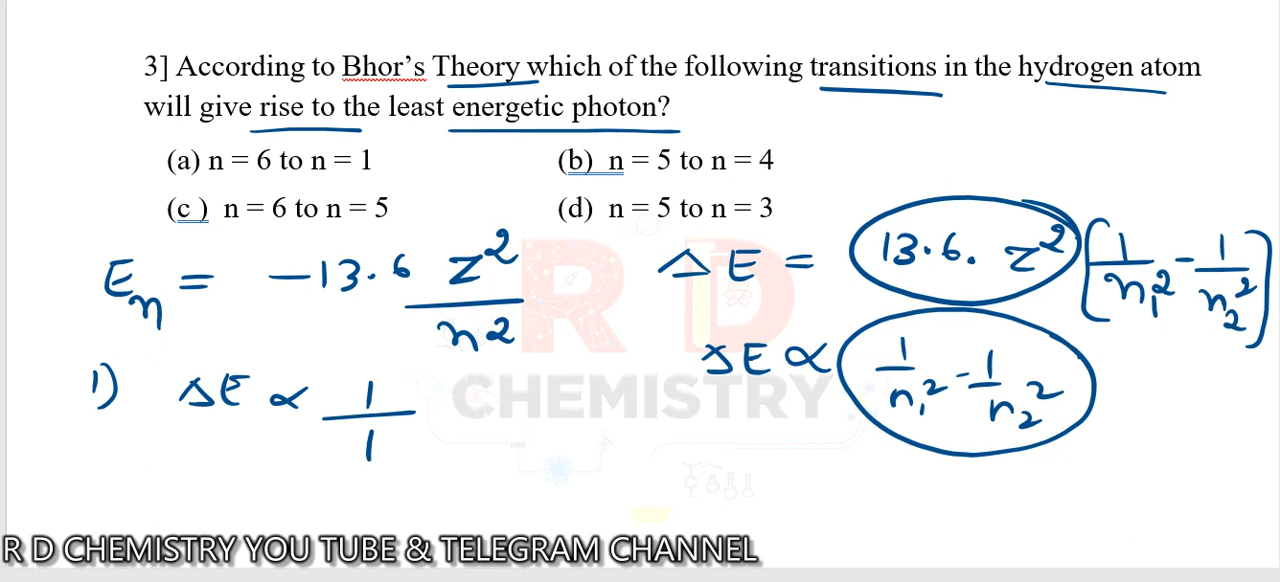 3] According to Bhor's Theory which of the following transitions in the hydrogen atom
will give rise to the least energetic photon?
(a) n = 6 to n = 1 (b) n = 5 to n = 4
(c ) n = 6 to n = 5 (d) n = 5 to n = 3
Eₙ = -13.6 z²/n² ΔE = 13.6. z² [1/n₁² - 1/n₂²]
ΔE ∝ 1/n₁² - 1/n₂²
1) ΔE ∝ 1/1
R D
CHEMISTRY
R D CHEMISTRY YOU TUBE & TELEGRAM CHANNEL